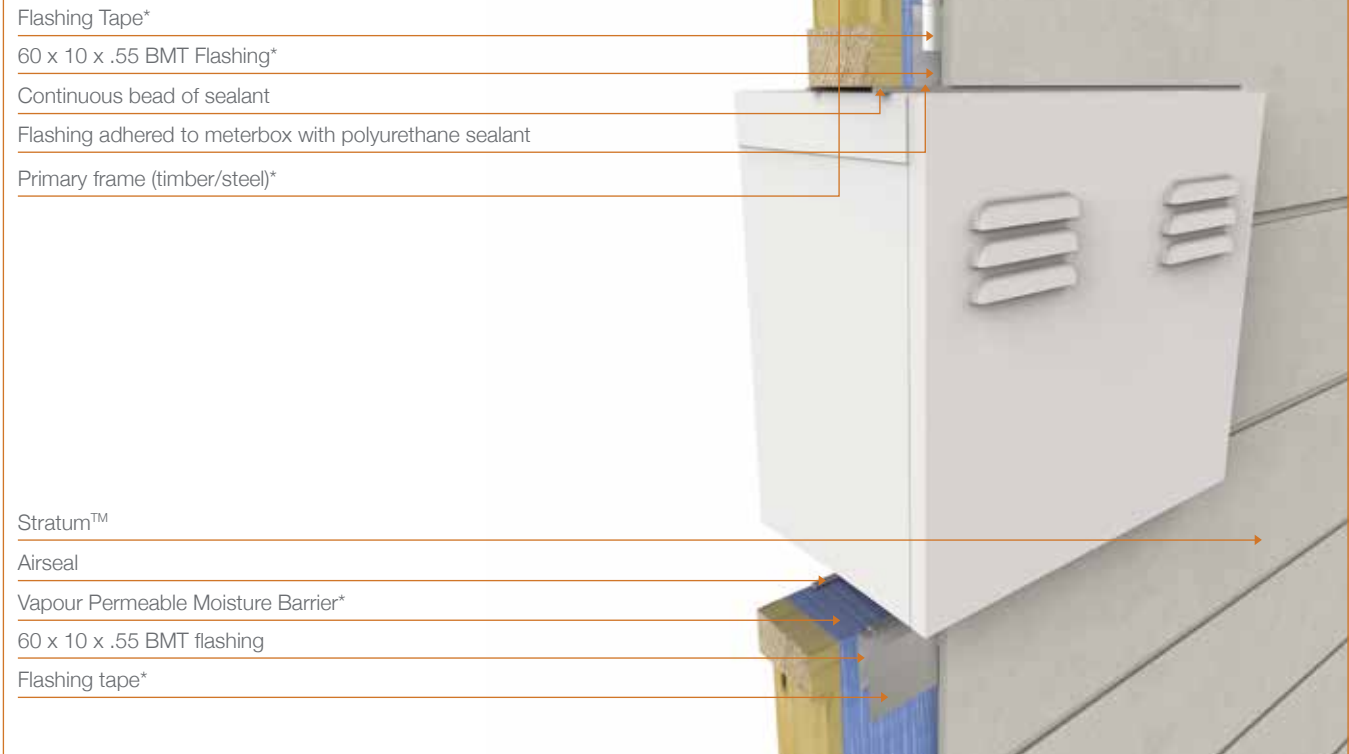 Flashing Tape*
60 x 10 x .55 BMT Flashing*
Continuous bead of sealant
Flashing adhered to meterbox with polyurethane sealant
Primary frame (timber/steel)*
Stratum™
Airseal
Vapour Permeable Moisture Barrier*
60 x 10 x .55 BMT flashing
Flashing tape*